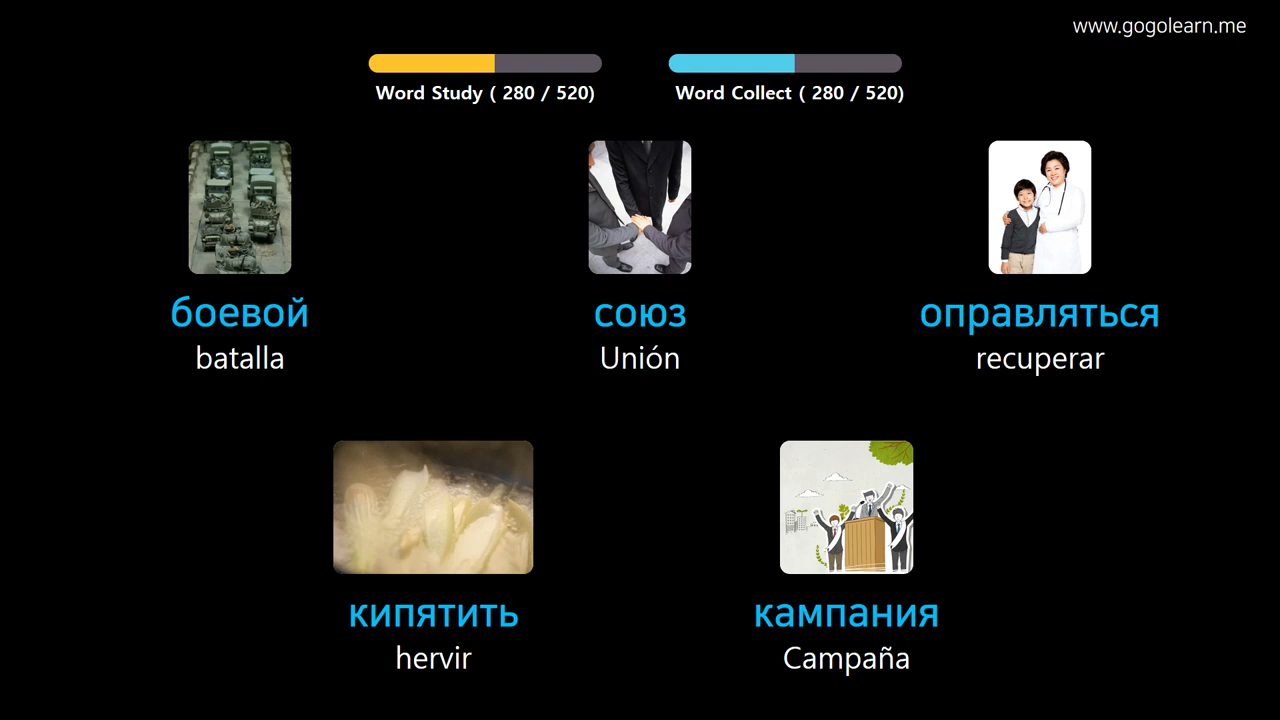 www.gogolearn.me
Word Study ( 280 / 520)
Word Collect ( 280 / 520)
боевой
batalla
союз
Unión
оправляться
recuperar
кипятить
hervir
кампания
Campaña